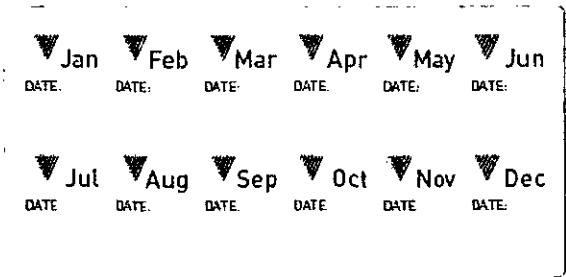 Jan Feb Mar Apr May Jun
DATE. DATE: DATE· DATE. DATE: DATE:
Jul Aug Sep Oct Nov Dec
DATE DATE. DATE. DATE DATE DATE: